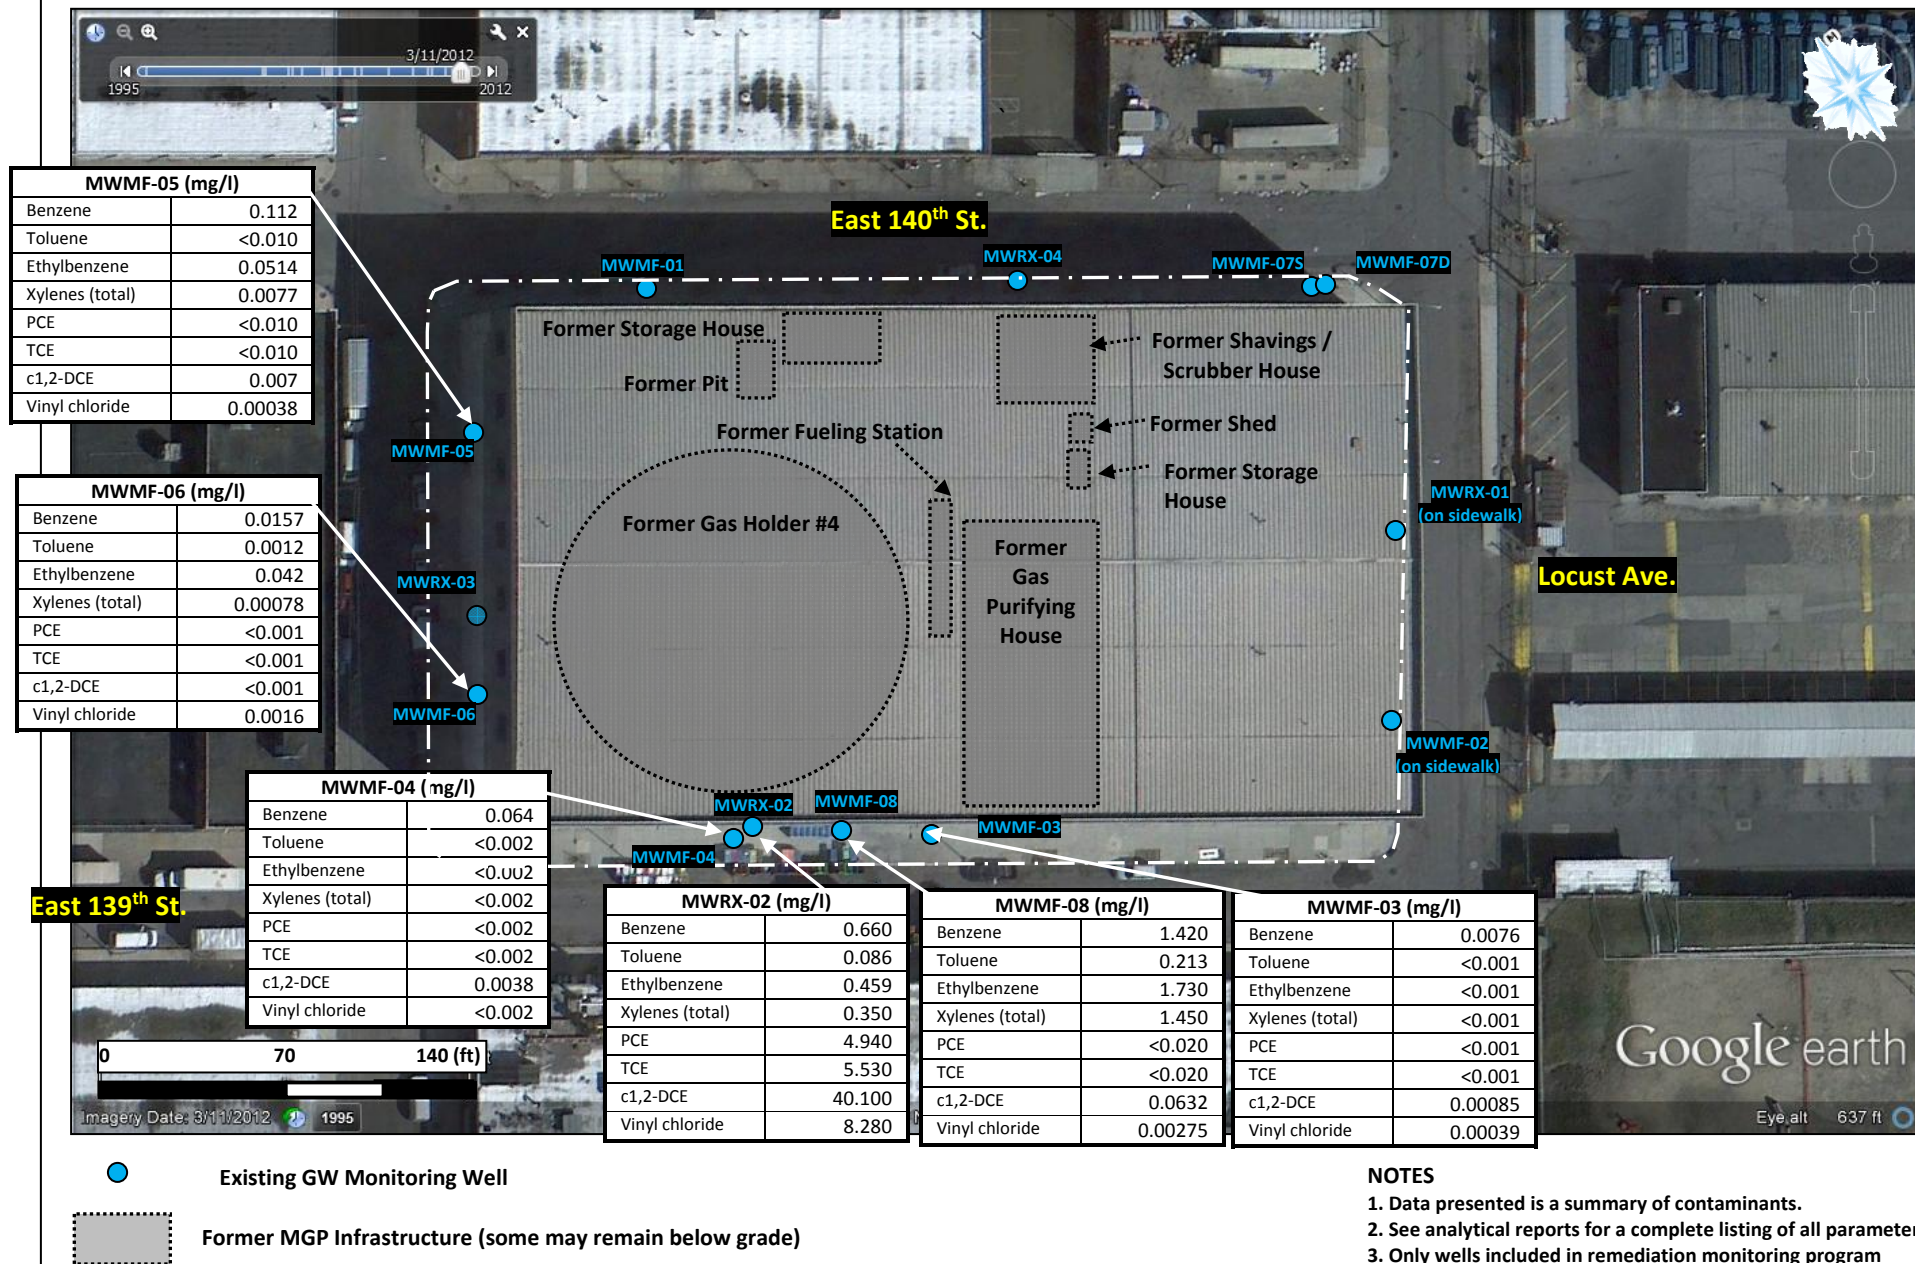 3/11/2012
1995
2012
MWMF-05 (mg/l)
Benzene 0.112
Toluene <0.010
Ethylbenzene 0.0514
Xylenes (total) 0.0077
PCE <0.010
TCE <0.010
c1,2-DCE 0.007
Vinyl chloride 0.00038
East 140th St.
MWMF-01
MWRX-04
MWMF-07S
MWMF-07D
Former Storage House
Former Pit
Former Shavings /
Scrubber House
Former Shed
Former Fueling Station
Former Storage
House
MWMF-05
MWMF-06 (mg/l)
Benzene 0.0157
Toluene 0.0012
Ethylbenzene 0.042
Xylenes (total) 0.00078
PCE <0.001
TCE <0.001
c1,2-DCE <0.001
Vinyl chloride 0.0016
Former Gas Holder #4
Former
Gas
Purifying
House
MWRX-01
(on sidewalk)
Locust Ave.
MWRX-03
MWMF-06
MWMF-02
(on sidewalk)
MWMF-04 (mg/l)
Benzene 0.064
Toluene <0.002
Ethylbenzene <0.002
Xylenes (total) <0.002
PCE <0.002
TCE <0.002
c1,2-DCE 0.0038
Vinyl chloride <0.002
MWRX-02
MWMF-08
MWMF-03
MWMF-04
East 139th St.
MWRX-02 (mg/l)
Benzene 0.660
Toluene 0.086
Ethylbenzene 0.459
Xylenes (total) 0.350
PCE 4.940
TCE 5.530
c1,2-DCE 40.100
Vinyl chloride 8.280
MWMF-08 (mg/l)
Benzene 1.420
Toluene 0.213
Ethylbenzene 1.730
Xylenes (total) 1.450
PCE <0.020
TCE <0.020
c1,2-DCE 0.0632
Vinyl chloride 0.00275
MWMF-03 (mg/l)
Benzene 0.0076
Toluene <0.001
Ethylbenzene <0.001
Xylenes (total) <0.001
PCE <0.001
TCE <0.001
c1,2-DCE 0.00085
Vinyl chloride 0.00039
0 70 140 (ft)
Imagery Date: 3/11/2012 1995
Google earth
Eye alt 637 ft
Existing GW Monitoring Well
Former MGP Infrastructure (some may remain below grade)
NOTES
1. Data presented is a summary of contaminants.
2. See analytical reports for a complete listing of all parameter
3. Only wells included in remediation monitoring program